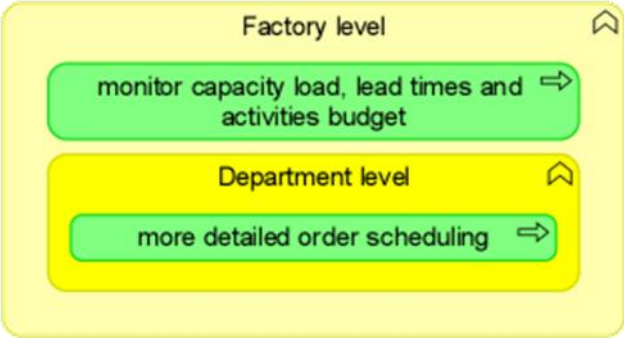 Factory level
monitor capacity load, lead times and
activities budget
Department level
more detailed order scheduling